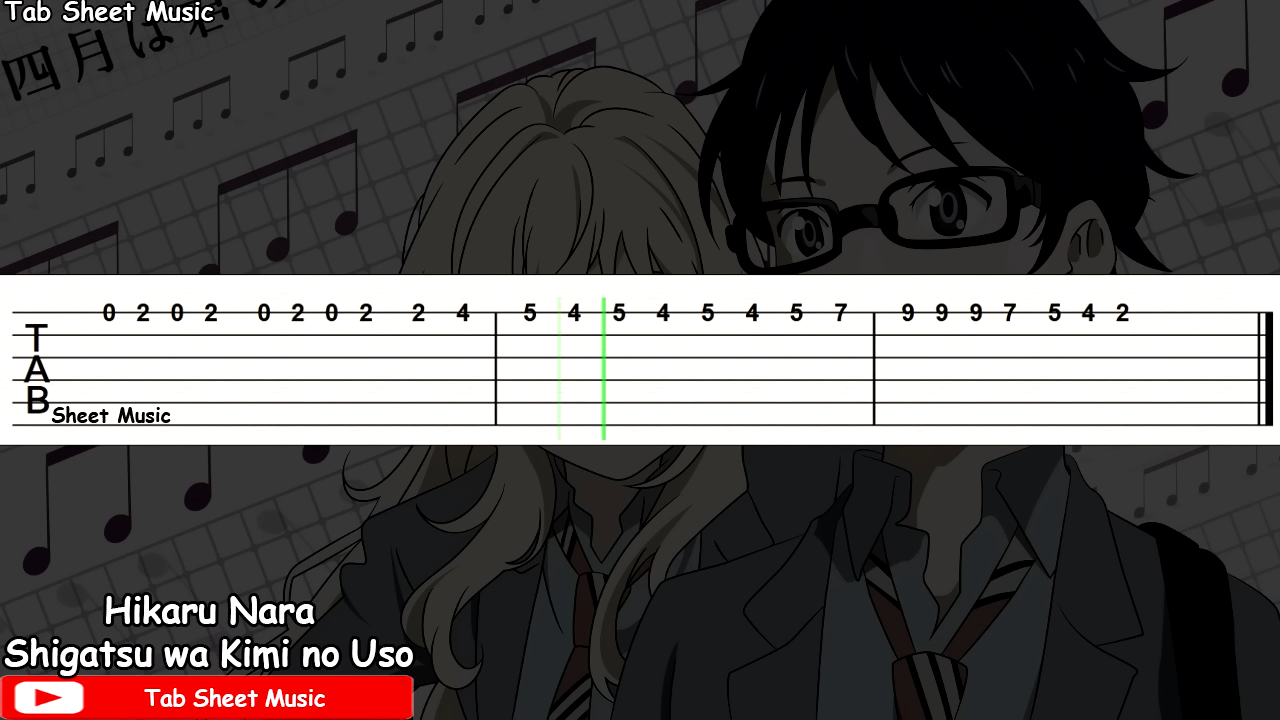 Tab Sheet Music
四月は君の
0 2 0 2 0 2 0 2 2 4 5 4 5 4 5 4 5 7 9 9 9 7 5 4 2
T
A
B
Sheet Music
Hikaru Nara
Shigatsu wa Kimi no Uso
Tab Sheet Music